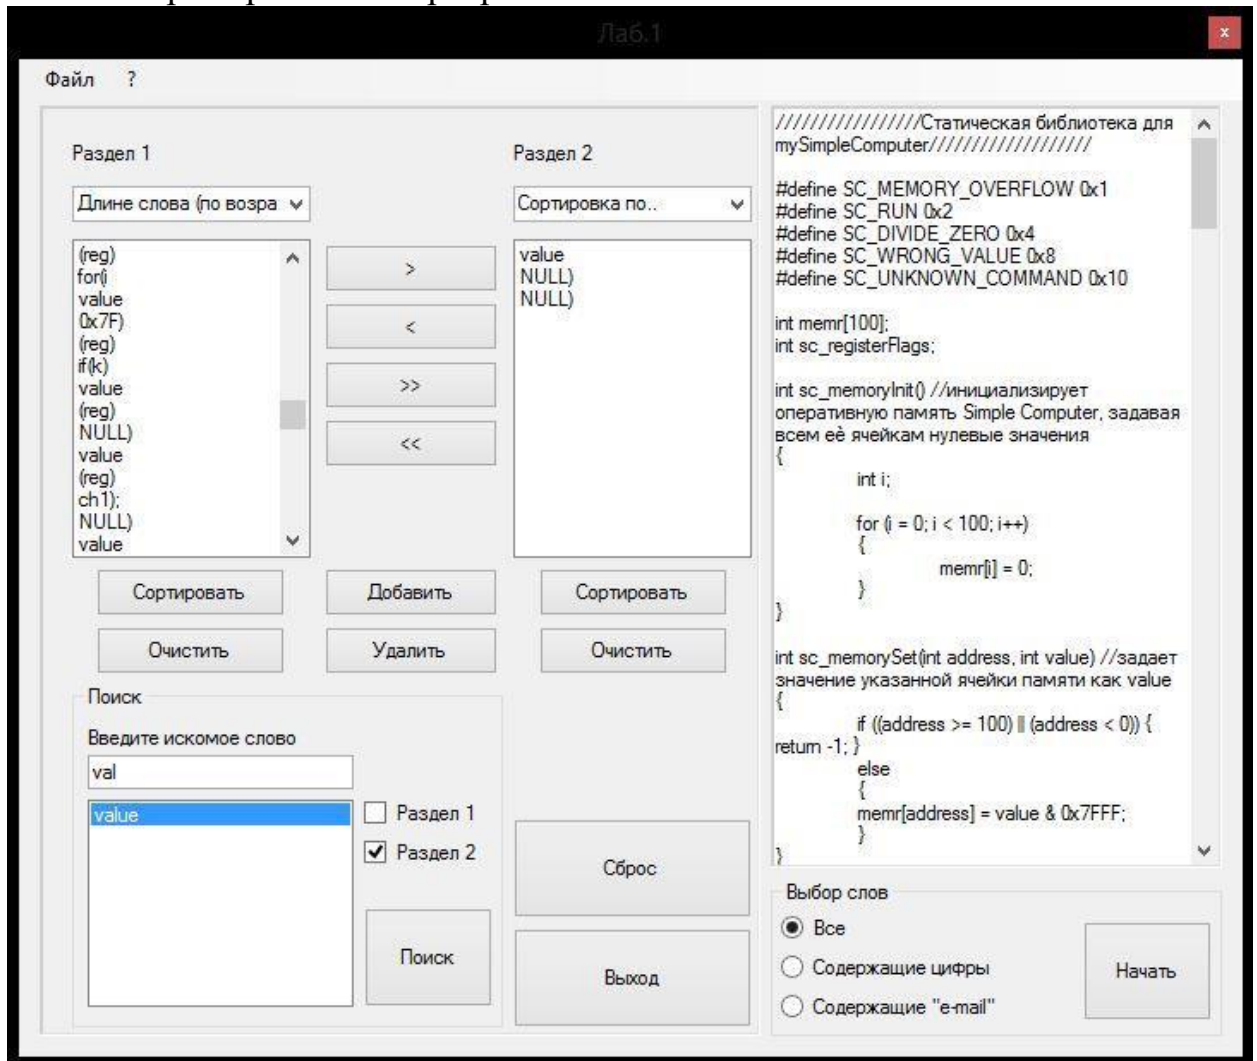 Лаб.1
x
Файл ?
Раздел 1
Раздел 2
Длине слова (по возра
Сортировка по..
(reg)
for(i
value
0x7F)
(reg)
if(k)
value
(reg)
NULL)
value
(reg)
ch1);
NULL)
value
>
<
>>
<<
value
NULL)
NULL)
Сортировать
Добавить
Сортировать
Очистить
Удалить
Очистить
Поиск
Введите искомое слово
val
value
Раздел 1
Раздел 2
Поиск
Сброс
Выход
/////////////////Статическая библиотека для
mySimpleComputer///////////////////
#define SC_MEMORY_OVERFLOW 0x1
#define SC_RUN 0x2
#define SC_DIVIDE_ZERO 0x4
#define SC_WRONG_VALUE 0x8
#define SC_UNKNOWN_COMMAND 0x10
int memr[100];
int sc_registerFlags;
int sc_memoryInit() //инициализирует
оперативную память Simple Computer, задавая
всем её ячейкам нулевые значения
{
int i;
for (i = 0; i < 100; i++)
{
memr[i] = 0;
}
}
int sc_memorySet(int address, int value) //задает
значение указанной ячейки памяти как value
{
if ((address >= 100) || (address < 0)) {
return -1; }
else
{
memr[address] = value & 0x7FFF;
}
}
Выбор слов
Все
Содержащие цифры
Содержащие "e-mail"
Начать